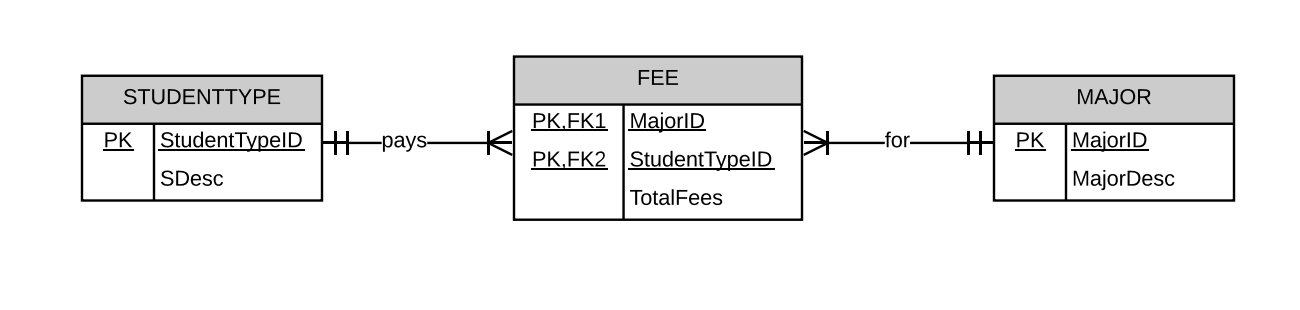 STUDENTTYPE
PK StudentTypeID
SDesc
pays
FEE
PK,FK1 MajorID
PK,FK2 StudentTypeID
TotalFees
for
MAJOR
PK MajorID
MajorDesc